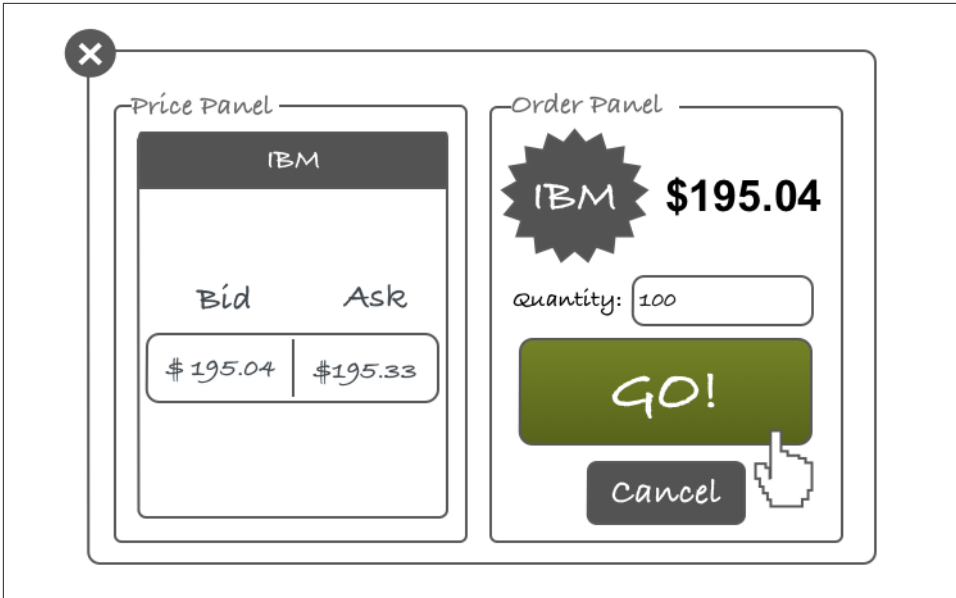 Price Panel
IBM
Bid Ask
$195.04 $195.33
Order Panel
IBM $195.04
Quantity: 100
GO!
Cancel